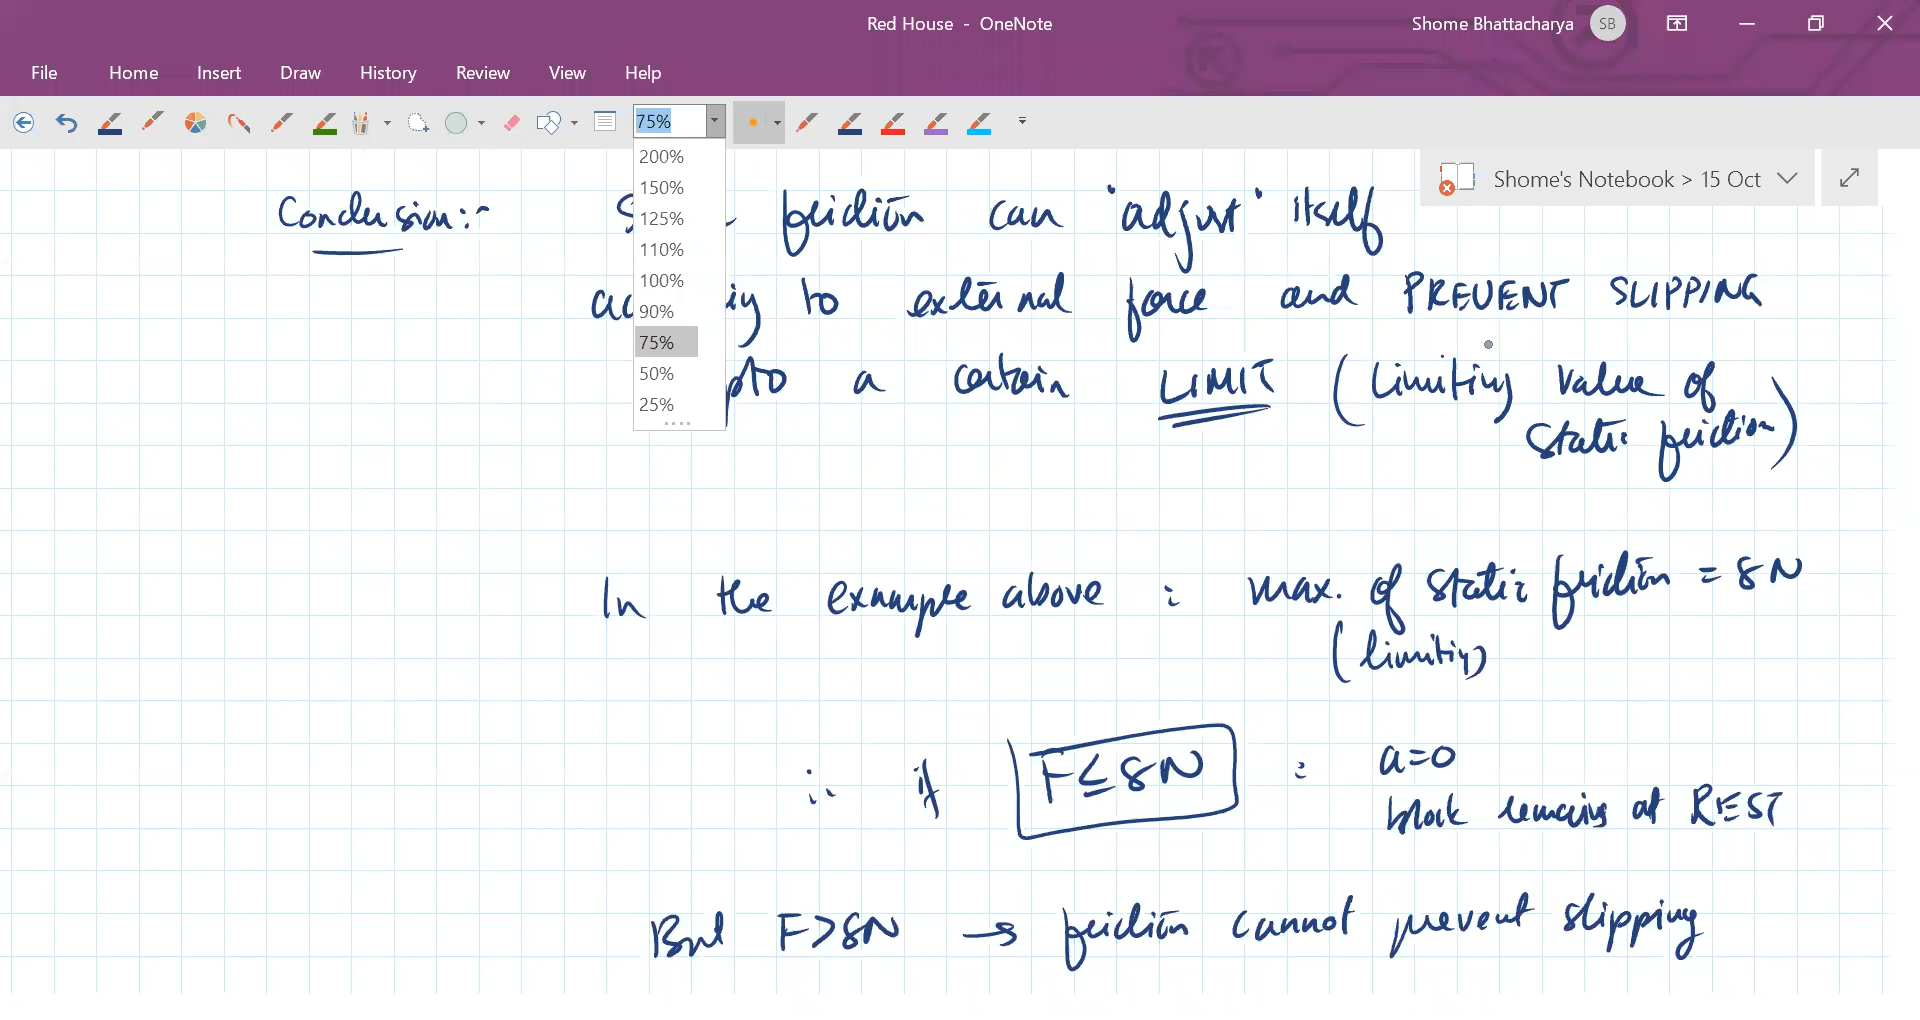 Red House - OneNote
Shome Bhattacharya SB
File Home Insert Draw History Review View Help
75%
200%
150%
125%
110%
100%
90%
75%
50%
25%
Shome's Notebook > 15 Oct
Conclusion:- friction can 'adjust' itself
to external force and PREVENT SLIPPING
a certain LIMIT (limiting value of
static friction)
In the example above : max. of static friction = 8N
(limiting)
∴ if F≤8N : a=0
block remains at REST
But F>8N → friction cannot prevent slipping